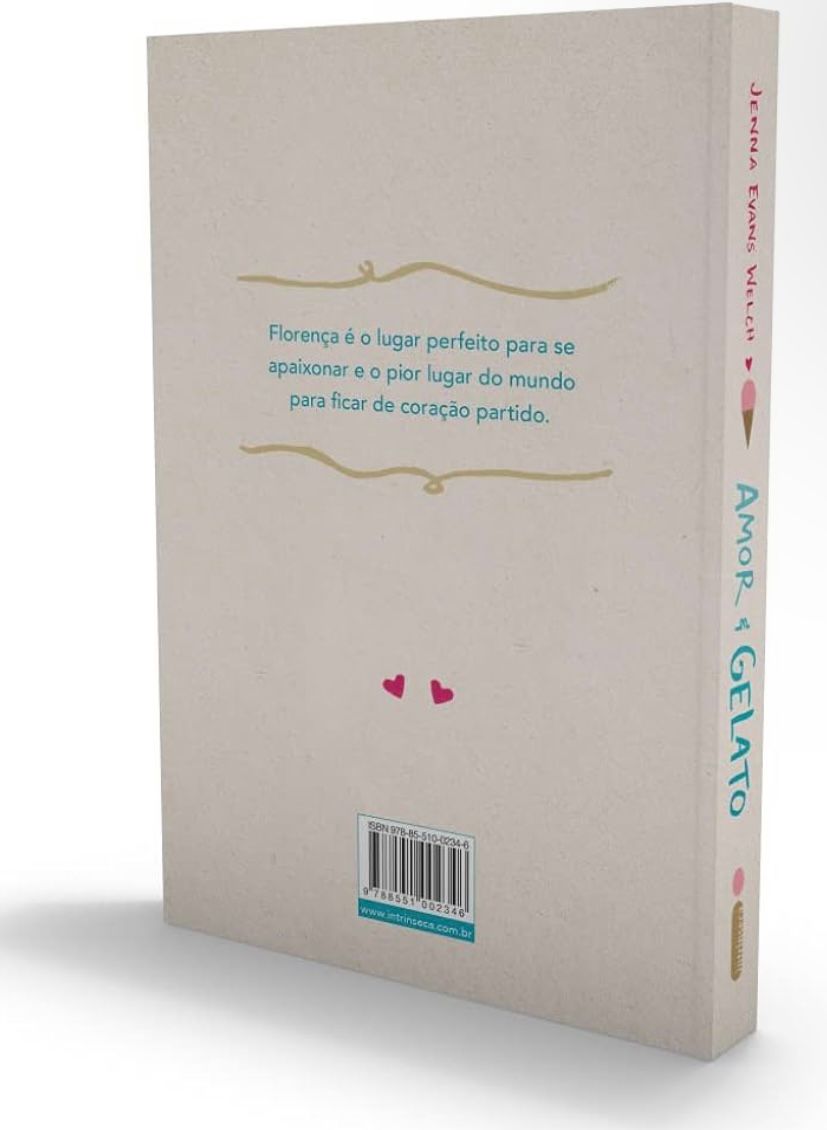 Florença é o lugar perfeito para se
apaixonar e o pior lugar do mundo
para ficar de coração partido.
ISBN 978-85-510-0234-6
9 788551 002346
www.intrinseca.com.br
JENNA EVANS WELCH
AMOR & GELATO